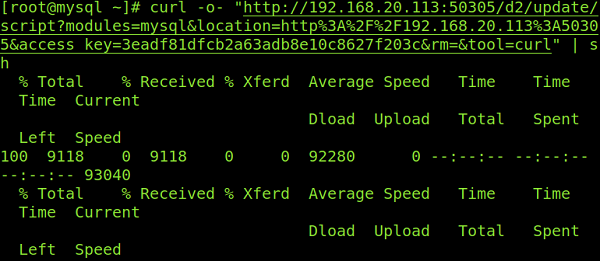 [root@mysql ~]# curl -o- "http://192.168.20.113:50305/d2/update/
script?modules=mysql&location=http%3A%2F%2F192.168.20.113%3A5030
5&access_key=3eadf81dfcb2a63adb8e10c8627f203c&rm=&tool=curl" | s
h
  % Total    % Received % Xferd  Average Speed   Time    Time
  Time  Current
                                 Dload  Upload   Total   Spent
  Left  Speed
100  9118    0  9118    0     0  92280      0 --:--:-- --:--:--
--:--:-- 93040
  % Total    % Received % Xferd  Average Speed   Time    Time
  Time  Current
                                 Dload  Upload   Total   Spent
  Left  Speed